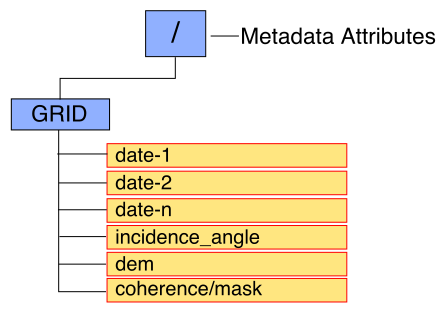 /
Metadata Attributes
GRID
date-1
date-2
date-n
incidence_angle
dem
coherence/mask